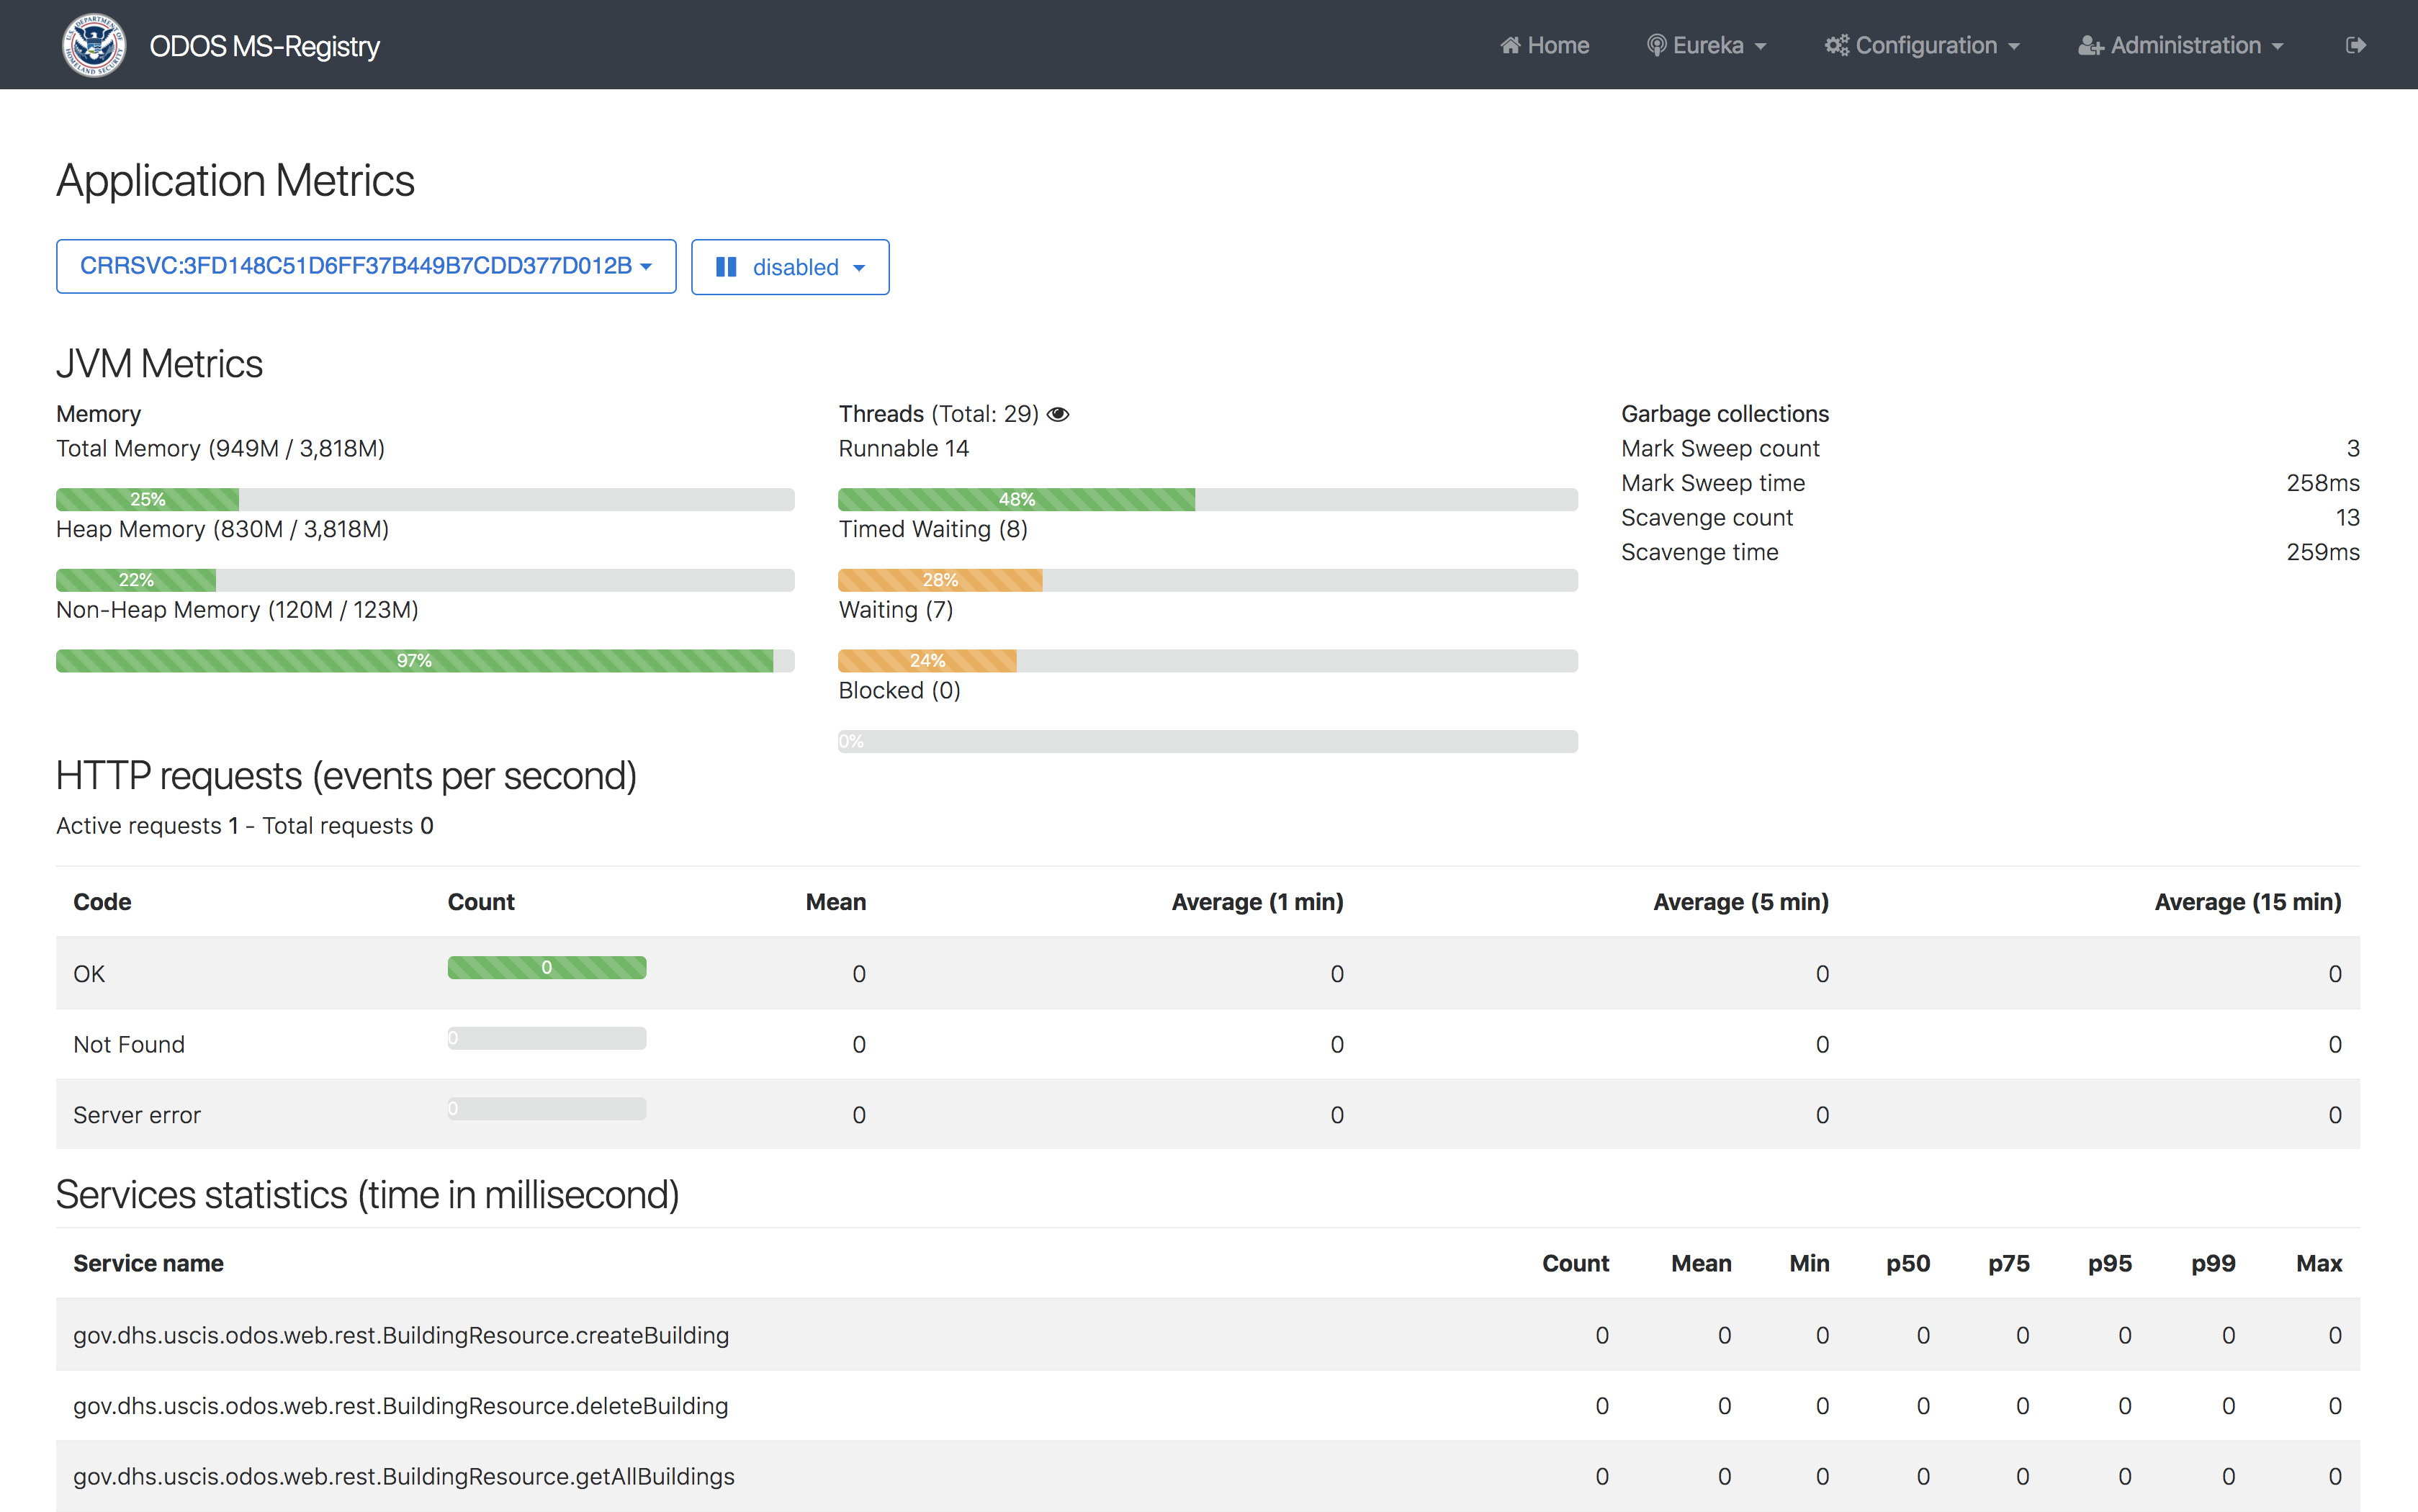 U.S. DEPARTMENT OF HOMELAND SECURITY
ODOS MS-Registry
Home
Eureka
Configuration
Administration
Application Metrics
CRRSVC:3FD148C51D6FF37B449B7CDD377D012B
disabled
JVM Metrics
Memory
Total Memory (949M / 3,818M)
25%
Heap Memory (830M / 3,818M)
22%
Non-Heap Memory (120M / 123M)
97%
Threads (Total: 29)
Runnable 14
48%
Timed Waiting (8)
28%
Waiting (7)
24%
Blocked (0)
0%
Garbage collections
Mark Sweep count 3
Mark Sweep time 258ms
Scavenge count 13
Scavenge time 259ms
HTTP requests (events per second)
Active requests 1 - Total requests 0
Code Count Mean Average (1 min) Average (5 min) Average (15 min)
OK 0 0 0 0 0
Not Found 0 0 0 0 0
Server error 0 0 0 0 0
Services statistics (time in millisecond)
Service name Count Mean Min p50 p75 p95 p99 Max
gov.dhs.uscis.odos.web.rest.BuildingResource.createBuilding 0 0 0 0 0 0 0 0
gov.dhs.uscis.odos.web.rest.BuildingResource.deleteBuilding 0 0 0 0 0 0 0 0
gov.dhs.uscis.odos.web.rest.BuildingResource.getAllBuildings 0 0 0 0 0 0 0 0